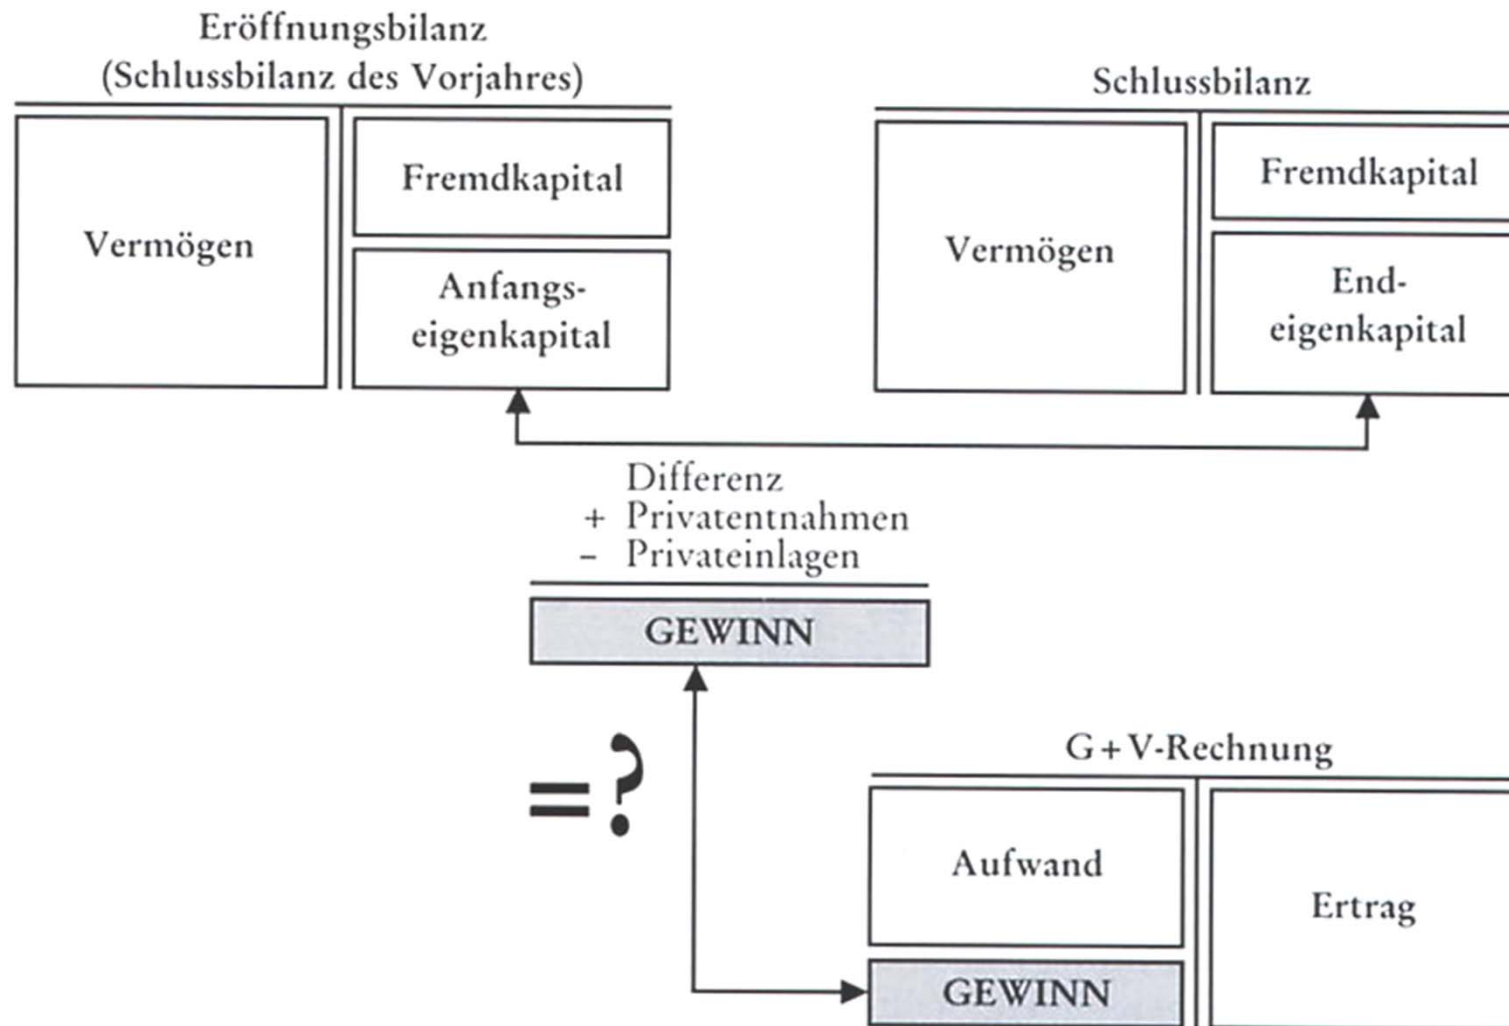 Eröffnungsbilanz
(Schlussbilanz des Vorjahres)
Vermögen
Fremdkapital
Anfangs-
eigenkapital
Schlussbilanz
Vermögen
Fremdkapital
End-
eigenkapital
Differenz
+ Privatentnahmen
– Privateinlagen
GEWINN
= ?
G+V-Rechnung
Aufwand
GEWINN
Ertrag